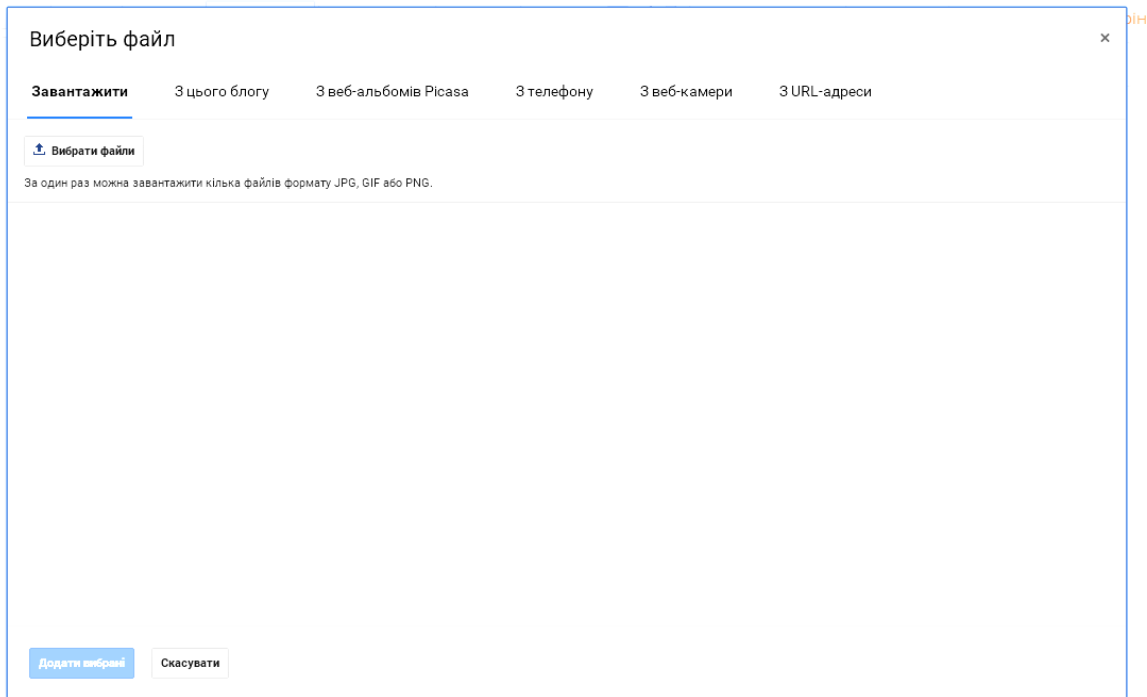 Виберіть файл ×
Завантажити З цього блогу З веб-альбомів Picasa З телефону З веб-камери З URL-адреси
Вибрати файли
За один раз можна завантажити кілька файлів формату JPG, GIF або PNG.
Додати вибрані Скасувати